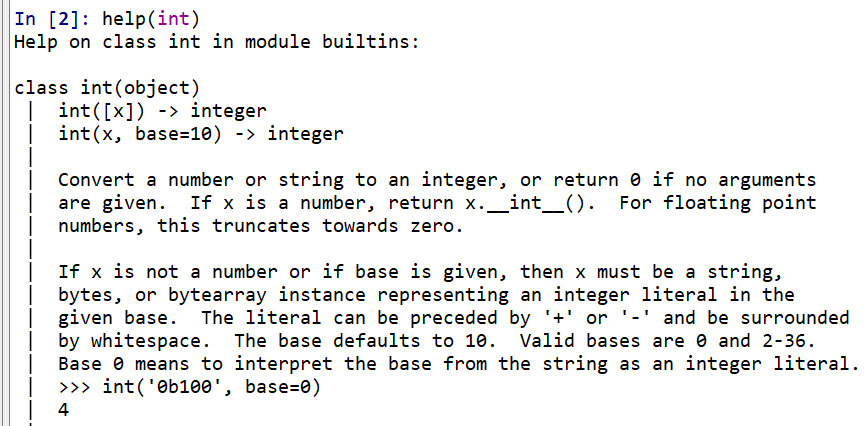 In [2]: help(int)
Help on class int in module builtins:
class int(object)
 |  int([x]) -> integer
 |  int(x, base=10) -> integer
 |
 |  Convert a number or string to an integer, or return 0 if no arguments
 |  are given.  If x is a number, return x.__int__().  For floating point
 |  numbers, this truncates towards zero.
 |
 |  If x is not a number or if base is given, then x must be a string,
 |  bytes, or bytearray instance representing an integer literal in the
 |  given base.  The literal can be preceded by '+' or '-' and be surrounded
 |  by whitespace.  The base defaults to 10.  Valid bases are 0 and 2-36.
 |  Base 0 means to interpret the base from the string as an integer literal.
 |  >>> int('0b100', base=0)
 |  4